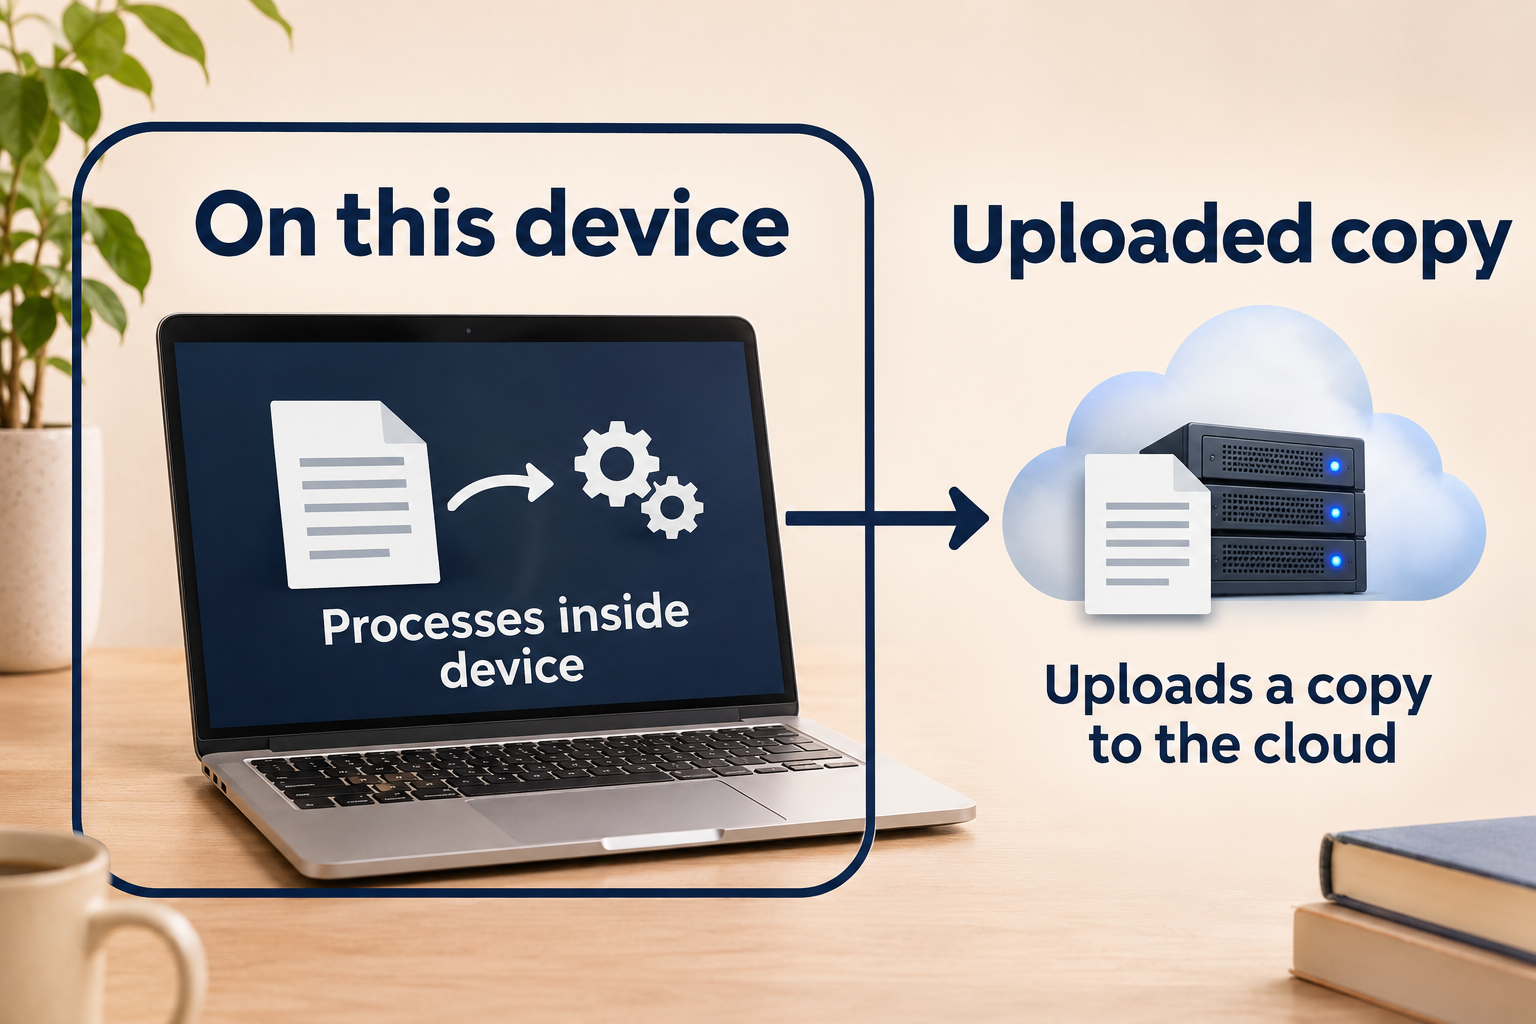 On this device
Uploaded copy
Processes inside
device
Uploads a copy
to the cloud